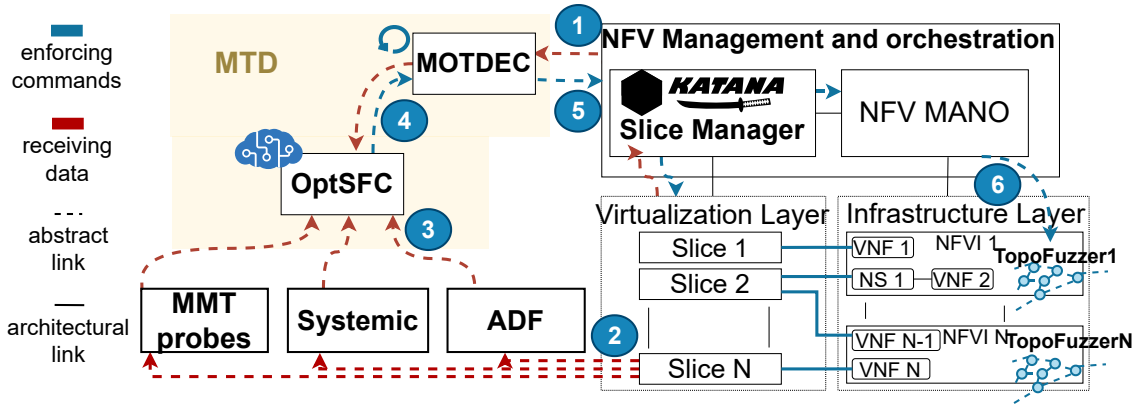 enforcing
commands
receiving
data
abstract
link
architectural
link
MTD
MOTDEC
OptSFC
1
2
3
4
5
6
MMT
probes
Systemic
ADF
NFV Management and orchestration
KATANA
Slice Manager
NFV MANO
Virtualization Layer
Slice 1
Slice 2
Slice N
Infrastructure Layer
VNF 1
NFVI 1
TopoFuzzer1
NS 1
VNF 2
VNF N-1
NFVI N
TopoFuzzerN
VNF N